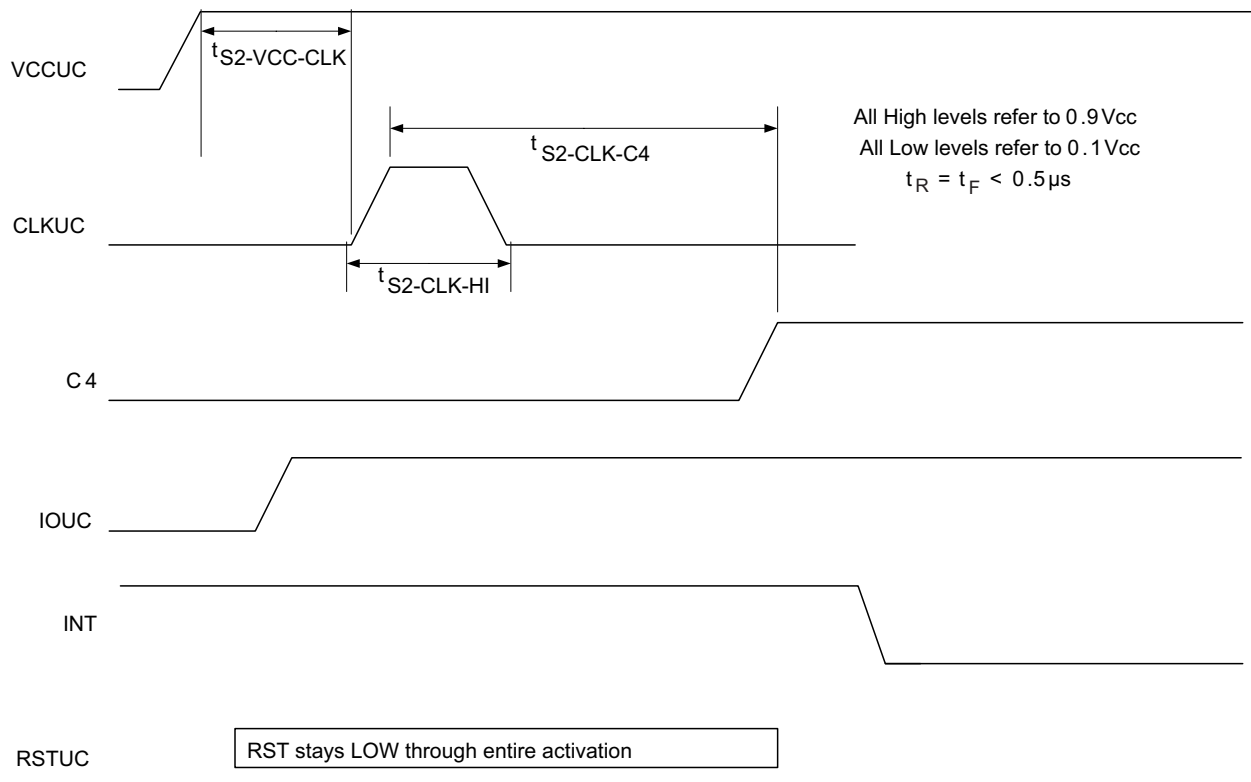 tS2-VCC-CLK
VCCUC
All High levels refer to 0.9Vcc
tS2-CLK-C4
All Low levels refer to 0.1Vcc
tR = tF < 0.5µs
CLKUC
tS2-CLK-HI
C4
IOUC
INT
RST stays LOW through entire activation
RSTUC